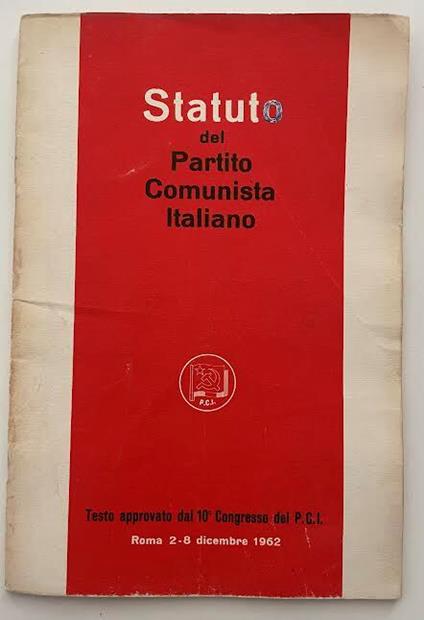 Statuto
del
Partito
Comunista
Italiano
P.C.I.
Testo approvato dal 10° Congresso del P.C.I.
Roma 2-8 dicembre 1962